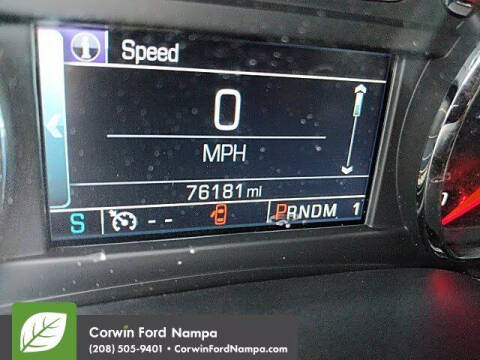 i Speed
0
MPH
76181 mi
S -- PRNDM 1
Corwin Ford Nampa
(208) 505-9401 • CorwinFordNampa.com